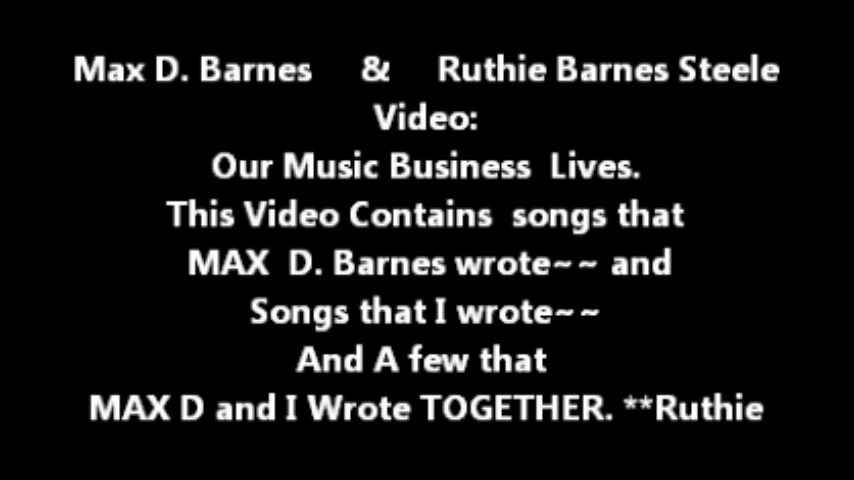 Max D. Barnes & Ruthie Barnes Steele
Video:
Our Music Business Lives.
This Video Contains songs that
MAX D. Barnes wrote~~ and
Songs that I wrote~~
And A few that
MAX D and I Wrote TOGETHER. **Ruthie